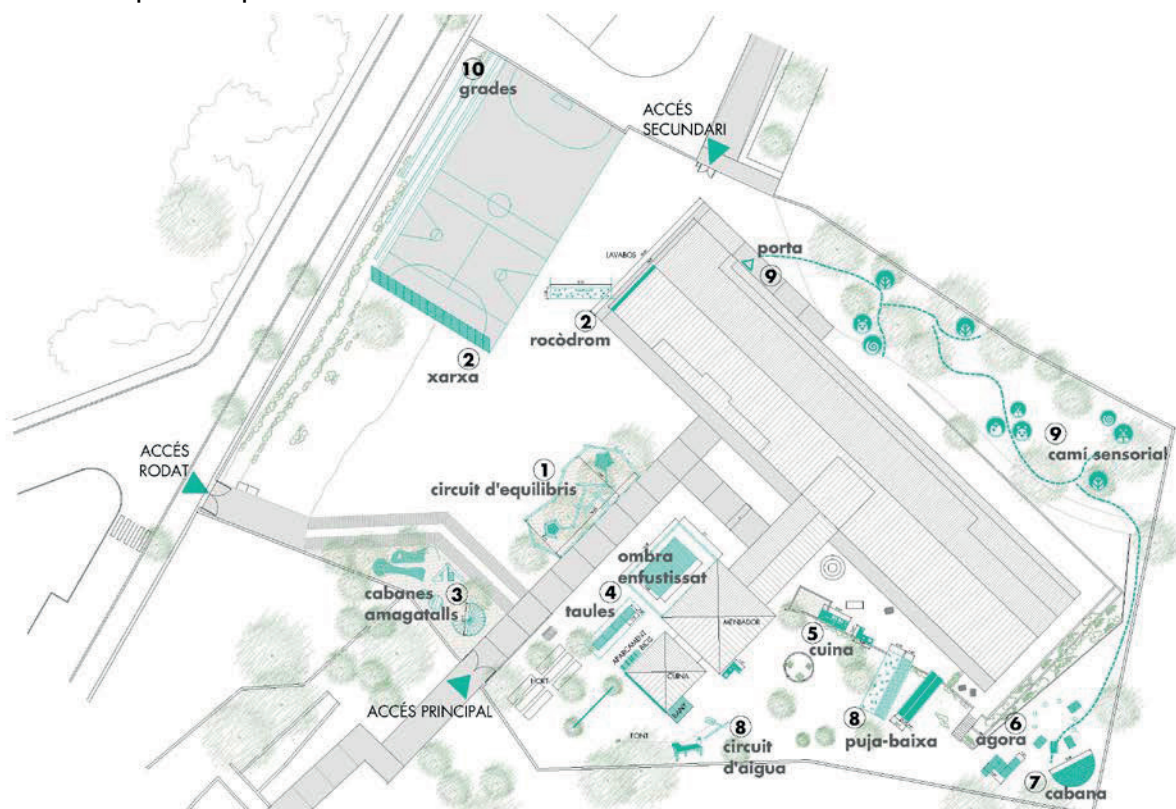 10
grades
ACCÉS
SECUNDARI
porta
9
LAVABOS
2
rocòdrom
2
xarxa
ACCÉS
RODAT
9
camí sensorial
1
circuit d'equilibris
ombra
enfustissat
4
taules
cabanes
3
amagatalls
MENJADOR
5
cuina
APARCAMENT
BICIS
CUINA
HORT
ACCÉS PRINCIPAL
FONT
8
circuit
d'aigua
8
puja-baixa
6
àgora
7
cabana